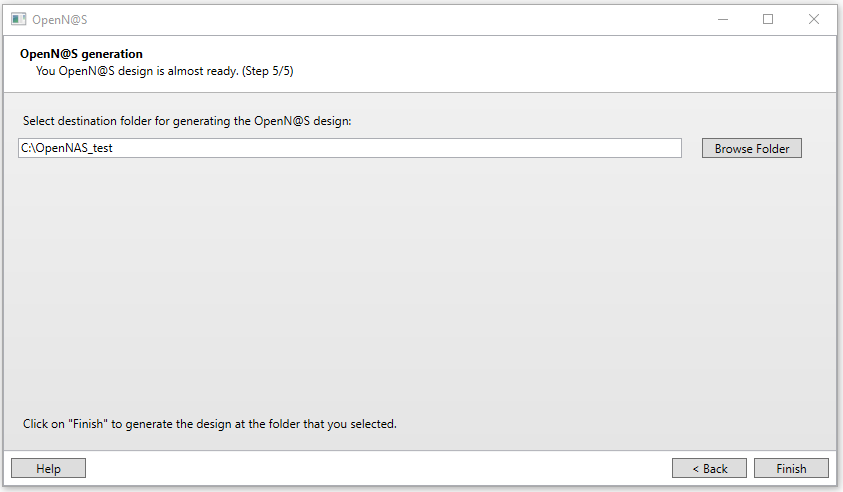 OpenN@S
OpenN@S generation
You OpenN@S design is almost ready. (Step 5/5)
Select destination folder for generating the OpenN@S design:
C:\OpenNAS_test
Browse Folder
Click on "Finish" to generate the design at the folder that you selected.
Help
< Back
Finish